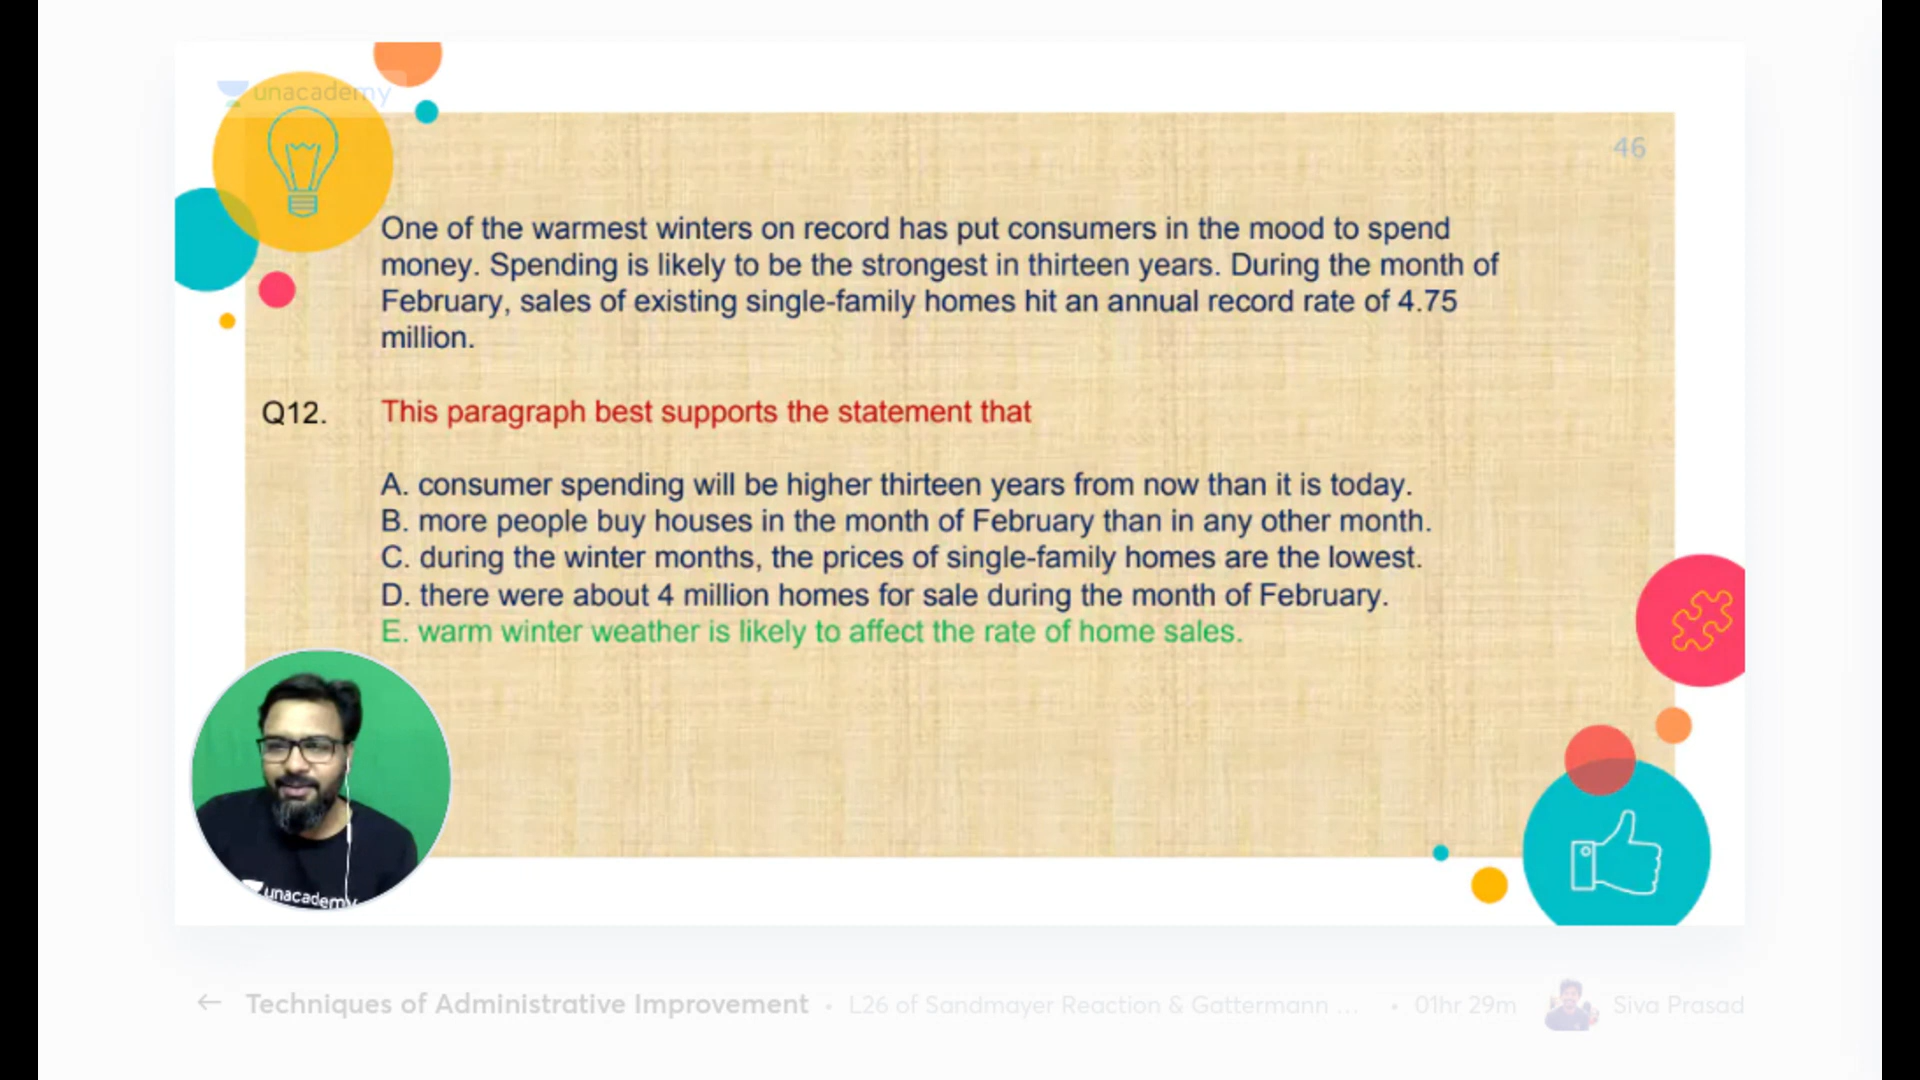 unacademy
46
One of the warmest winters on record has put consumers in the mood to spend
money. Spending is likely to be the strongest in thirteen years. During the month of
February, sales of existing single-family homes hit an annual record rate of 4.75
million.
Q12. This paragraph best supports the statement that
A. consumer spending will be higher thirteen years from now than it is today.
B. more people buy houses in the month of February than in any other month.
C. during the winter months, the prices of single-family homes are the lowest.
D. there were about 4 million homes for sale during the month of February.
E. warm winter weather is likely to affect the rate of home sales.
unacademy
← Techniques of Administrative Improvement • L26 of Sandmayer Reaction & Gattermann ... • 01hr 29m Siva Prasad